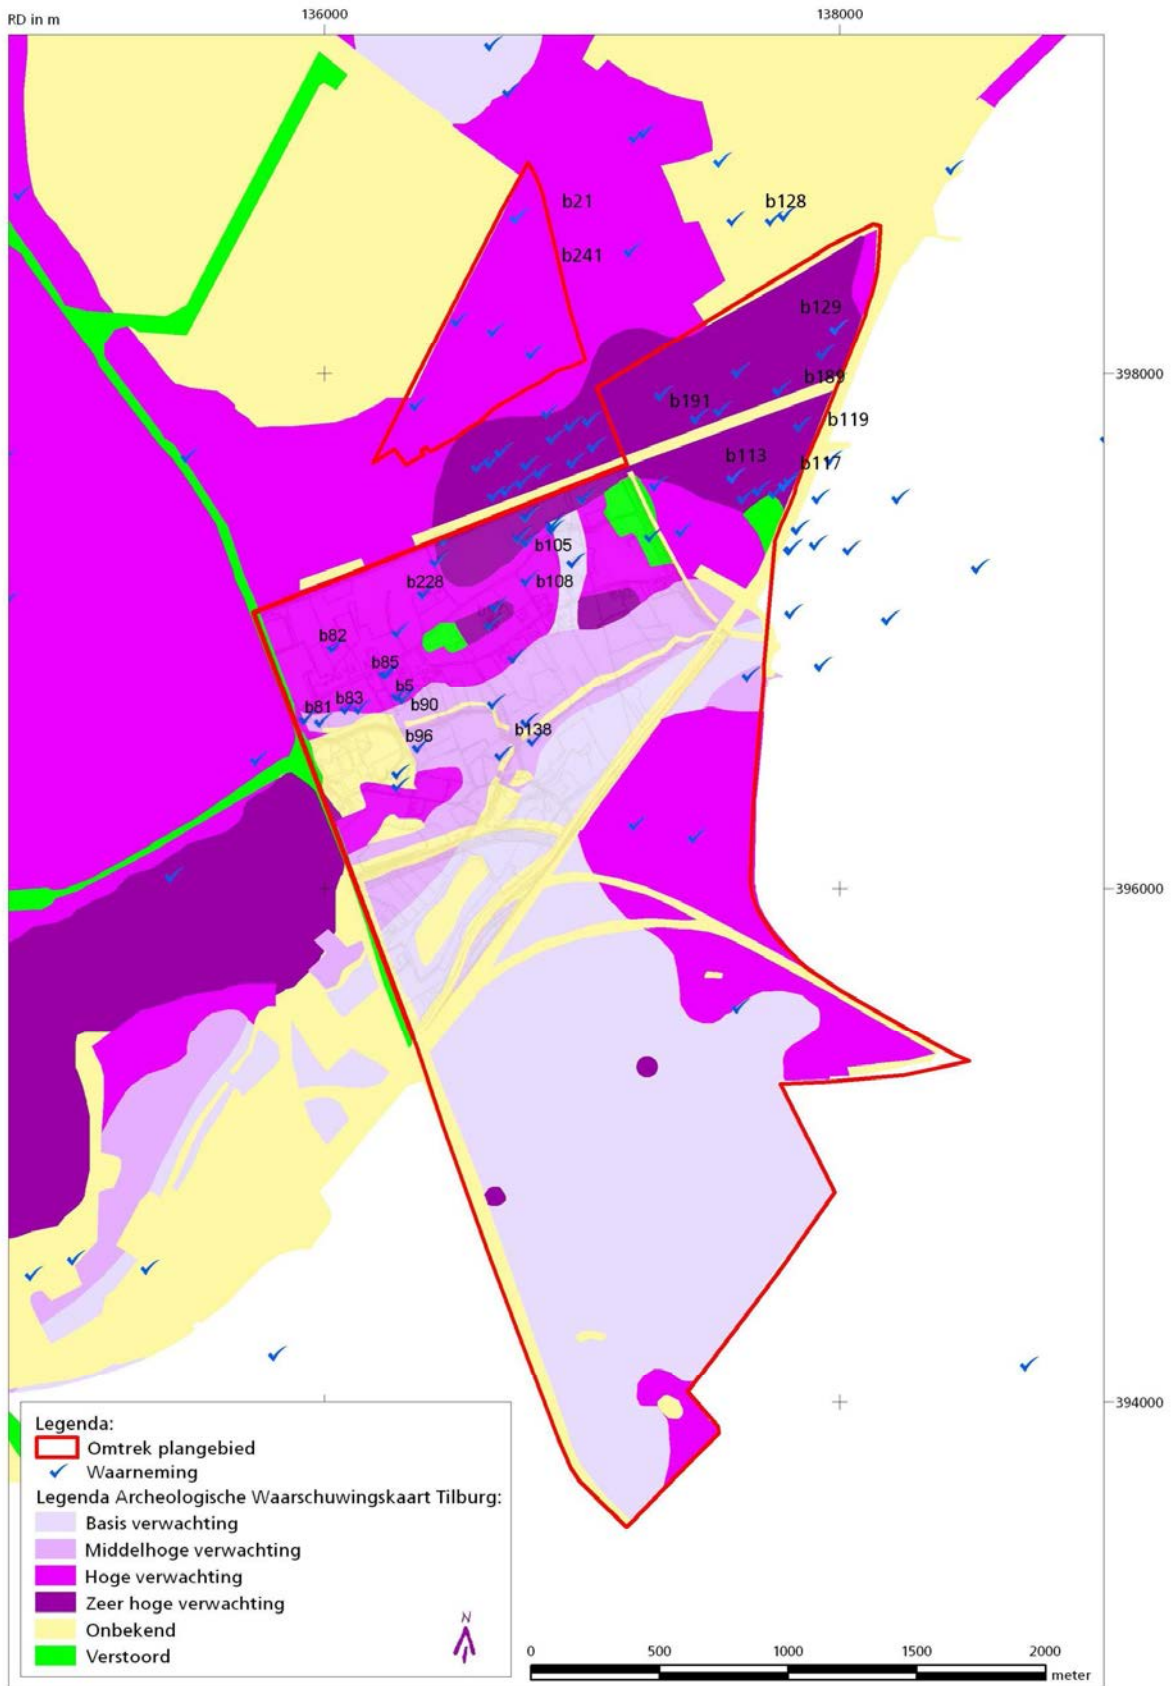 RD in m
136000
138000
b21
b128
b241
b129
398000
b189
b191
b119
b113
b117
b105
b228
b108
b82
b85
b5
b81
b83
b90
b96
b138
396000
394000
Legenda:
Omtrek plangebied
Waarneming
Legenda Archeologische Waarschuwingskaart Tilburg:
Basis verwachting
Middelhoge verwachting
Hoge verwachting
Zeer hoge verwachting
Onbekend
Verstoord
N
0 500 1000 1500 2000
meter